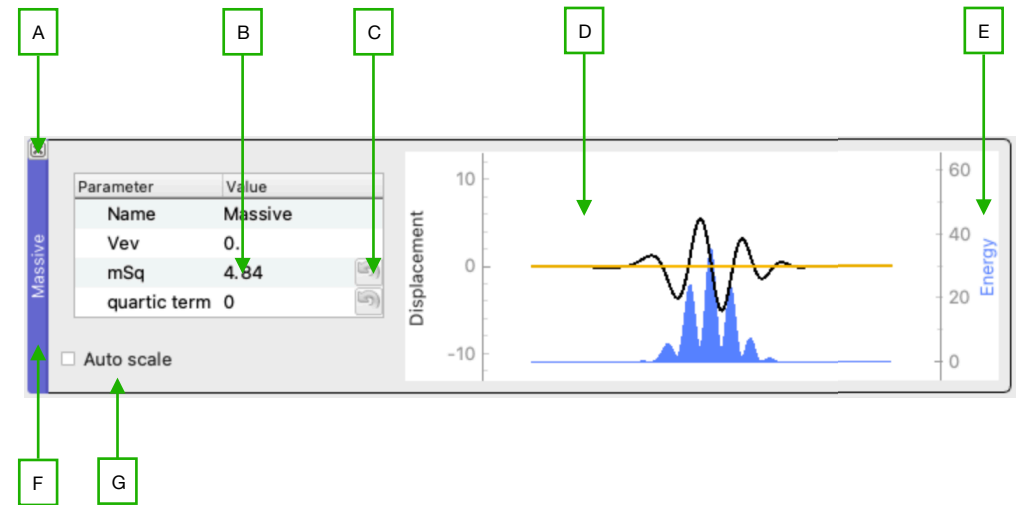 A
B
C
D
E
Parameter Value
Name Massive
Vev 0.
mSq 4.84
quartic term 0
Auto scale
Massive
Displacement
10
0
-10
60
40
20
0
Energy
F
G